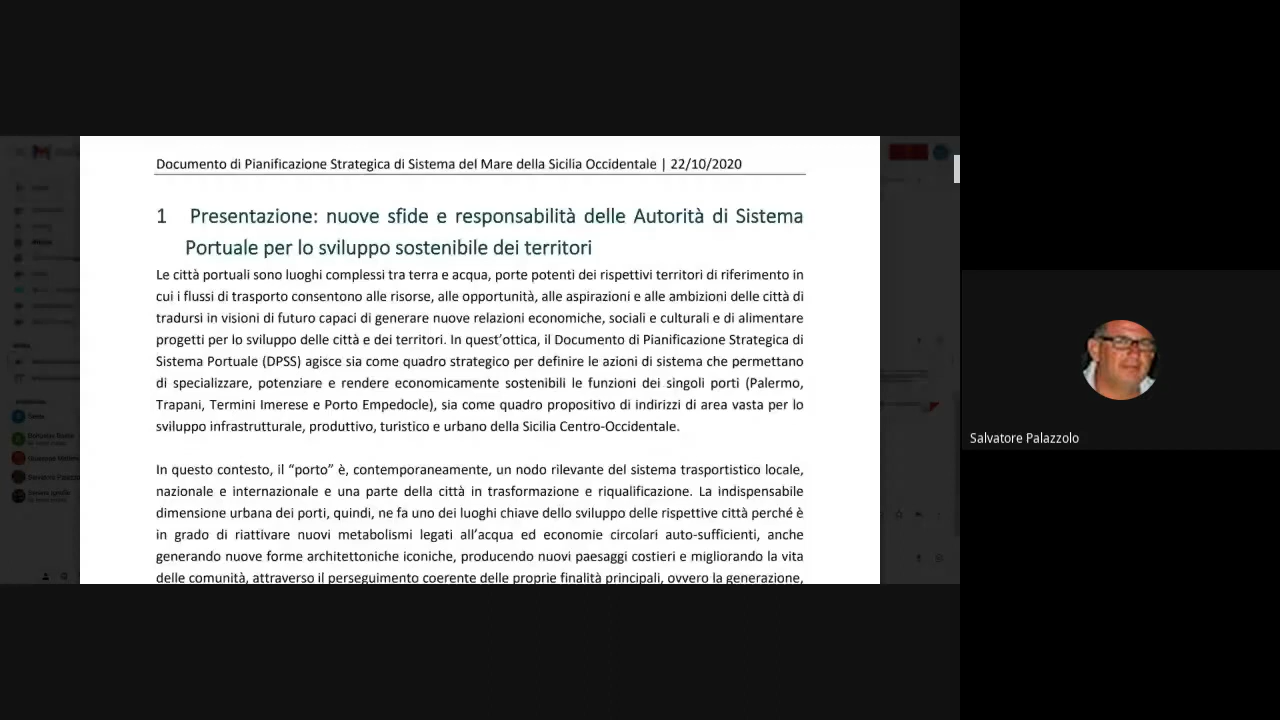 Documento di Pianificazione Strategica di Sistema del Mare della Sicilia Occidentale | 22/10/2020
1 Presentazione: nuove sfide e responsabilità delle Autorità di Sistema
Portuale per lo sviluppo sostenibile dei territori
Le città portuali sono luoghi complessi tra terra e acqua, porte potenti dei rispettivi territori di riferimento in
cui i flussi di trasporto consentono alle risorse, alle opportunità, alle aspirazioni e alle ambizioni delle città di
tradursi in visioni di futuro capaci di generare nuove relazioni economiche, sociali e culturali e di alimentare
progetti per lo sviluppo delle città e dei territori. In quest'ottica, il Documento di Pianificazione Strategica di
Sistema Portuale (DPSS) agisce sia come quadro strategico per definire le azioni di sistema che permettano
di specializzare, potenziare e rendere economicamente sostenibili le funzioni dei singoli porti (Palermo,
Trapani, Termini Imerese e Porto Empedocle), sia come quadro propositivo di indirizzi di area vasta per lo
sviluppo infrastrutturale, produttivo, turistico e urbano della Sicilia Centro-Occidentale.
In questo contesto, il “porto” è, contemporaneamente, un nodo rilevante del sistema trasportistico locale,
nazionale e internazionale e una parte della città in trasformazione e riqualificazione. La indispensabile
dimensione urbana dei porti, quindi, ne fa uno dei luoghi chiave dello sviluppo delle rispettive città perché è
in grado di riattivare nuovi metabolismi legati all'acqua ed economie circolari auto-sufficienti, anche
generando nuove forme architettoniche iconiche, producendo nuovi paesaggi costieri e migliorando la vita
delle comunità, attraverso il perseguimento coerente delle proprie finalità principali, ovvero la generazione,
Salvatore Palazzolo